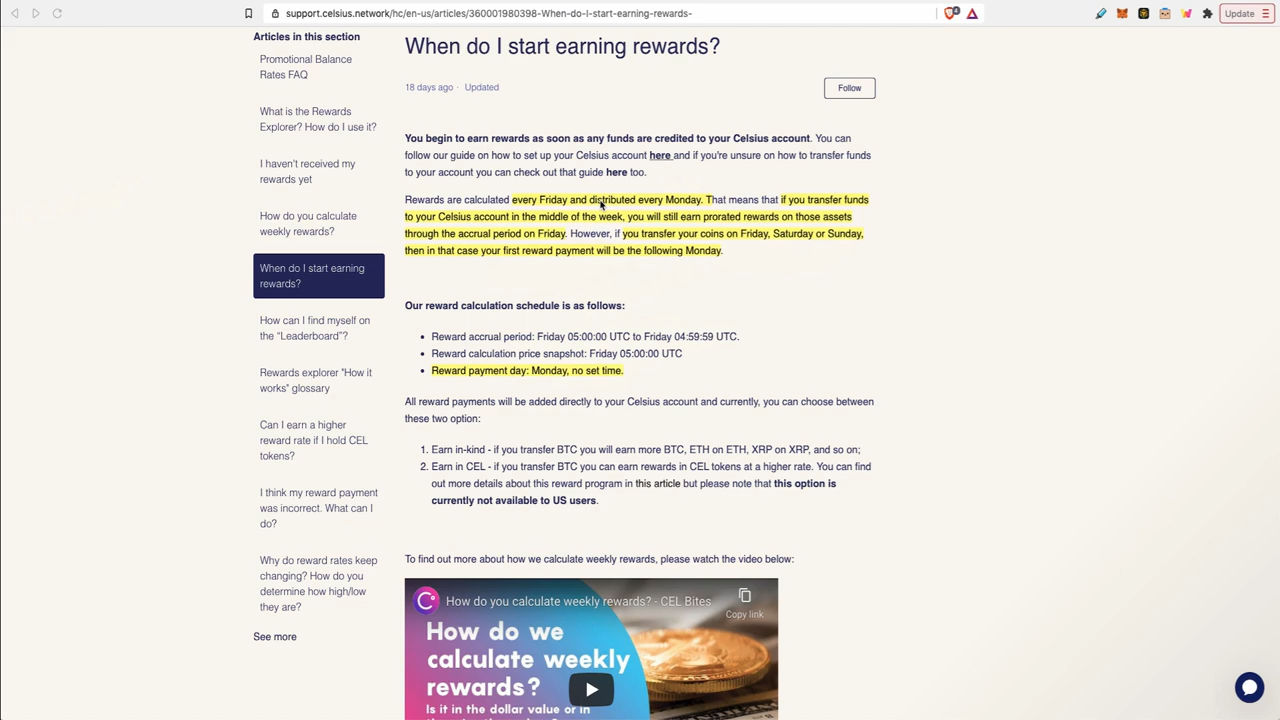 support.celsius.network/hc/en-us/articles/360001980398-When-do-I-start-earning-rewards-
4
Update
Articles in this section
Promotional Balance
Rates FAQ
What is the Rewards
Explorer? How do I use it?
I haven't received my
rewards yet
How do you calculate
weekly rewards?
When do I start earning
rewards?
How can I find myself on
the “Leaderboard”?
Rewards explorer "How it
works" glossary
Can I earn a higher
reward rate if I hold CEL
tokens?
I think my reward payment
was incorrect. What can I
do?
Why do reward rates keep
changing? How do you
determine how high/low
they are?
See more
When do I start earning rewards?
18 days ago · Updated
Follow
You begin to earn rewards as soon as any funds are credited to your Celsius account. You can
follow our guide on how to set up your Celsius account here and if you're unsure on how to transfer funds
to your account you can check out that guide here too.
Rewards are calculated every Friday and distributed every Monday. That means that if you transfer funds
to your Celsius account in the middle of the week, you will still earn prorated rewards on those assets
through the accrual period on Friday. However, if you transfer your coins on Friday, Saturday or Sunday,
then in that case your first reward payment will be the following Monday.
Our reward calculation schedule is as follows:
• Reward accrual period: Friday 05:00:00 UTC to Friday 04:59:59 UTC.
• Reward calculation price snapshot: Friday 05:00:00 UTC
• Reward payment day: Monday, no set time.
All reward payments will be added directly to your Celsius account and currently, you can choose between
these two option:
1. Earn in-kind - if you transfer BTC you will earn more BTC, ETH on ETH, XRP on XRP, and so on;
2. Earn in CEL - if you transfer BTC you can earn rewards in CEL tokens at a higher rate. You can find
out more details about this reward program in this article but please note that this option is
currently not available to US users.
To find out more about how we calculate weekly rewards, please watch the video below:
How do you calculate weekly rewards? - CEL Bites
Copy link
How do we
calculate weekly
rewards?
Is it in the dollar value or in